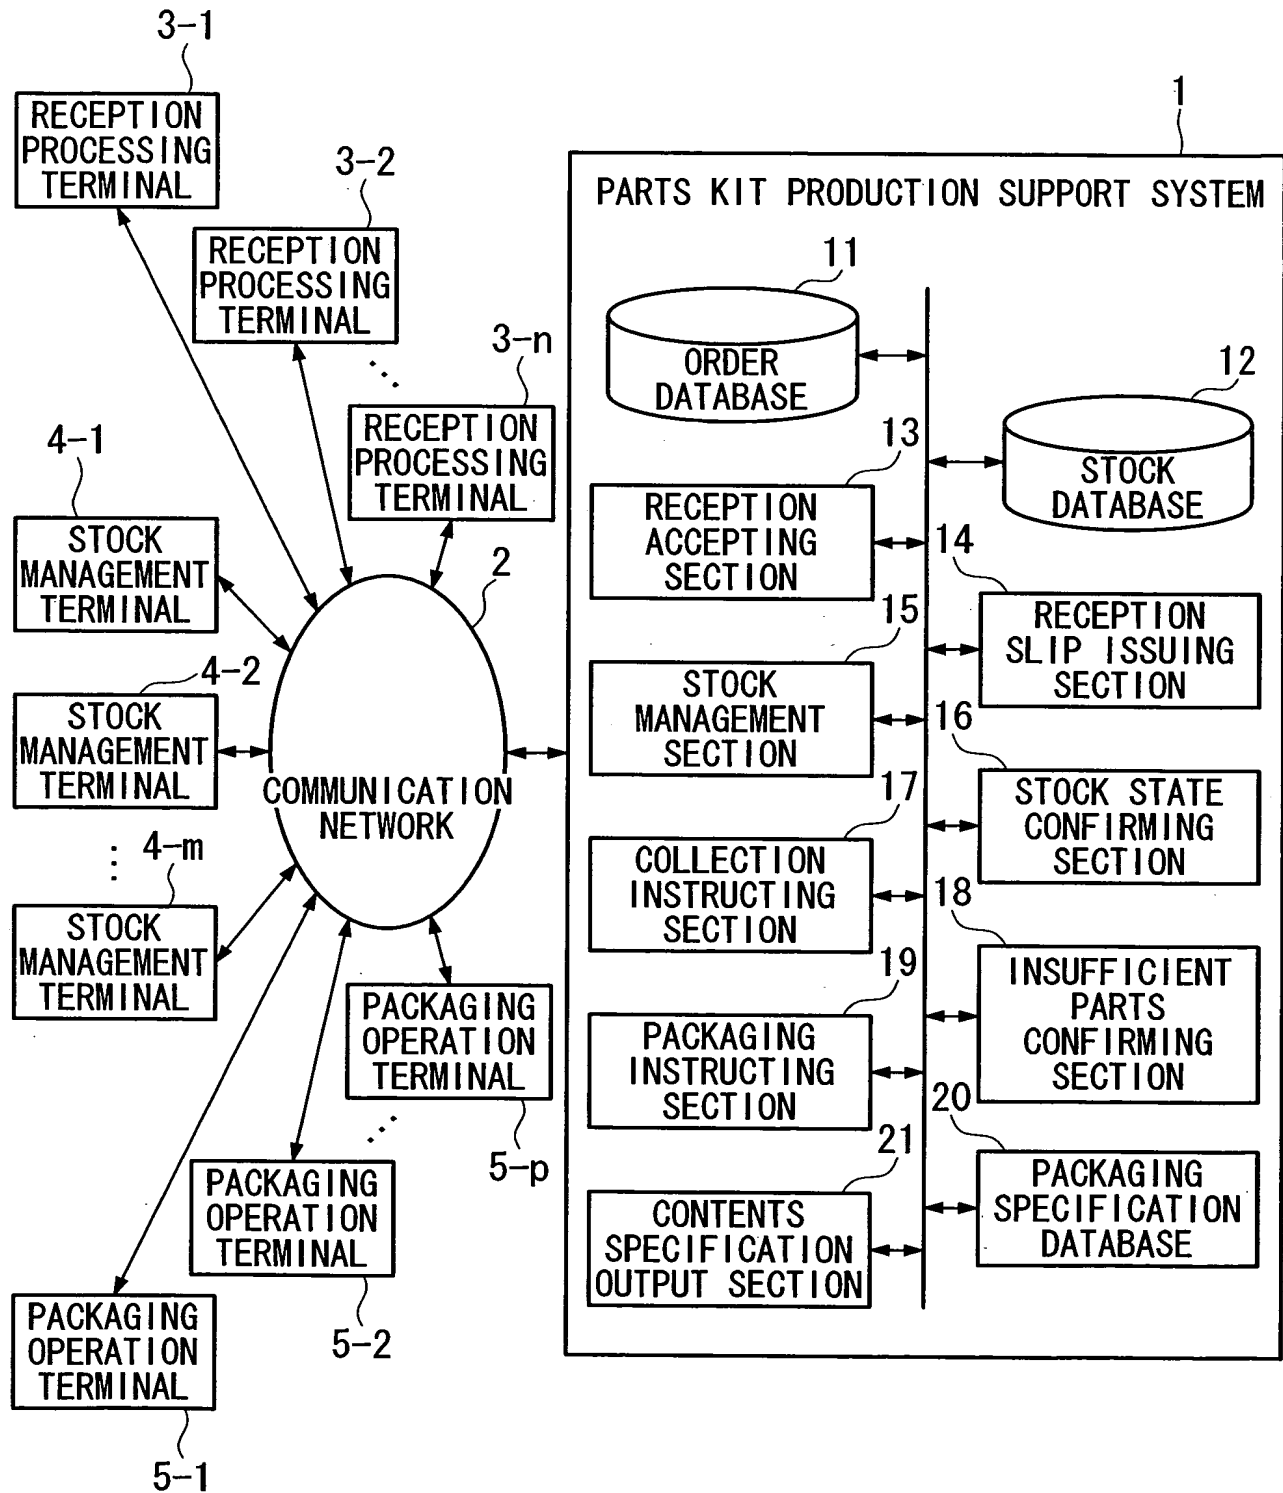 3-1
RECEPTION
PROCESSING
TERMINAL
3-2
RECEPTION
PROCESSING
TERMINAL
3-n
RECEPTION
PROCESSING
TERMINAL
4-1
STOCK
MANAGEMENT
TERMINAL
4-2
STOCK
MANAGEMENT
TERMINAL
4-m
STOCK
MANAGEMENT
TERMINAL
2
COMMUNICATION
NETWORK
PACKAGING
OPERATION
TERMINAL
5-p
PACKAGING
OPERATION
TERMINAL
5-2
PACKAGING
OPERATION
TERMINAL
5-1
1
PARTS KIT PRODUCTION SUPPORT SYSTEM
11
ORDER
DATABASE
12
STOCK
DATABASE
13
RECEPTION
ACCEPTING
SECTION
14
RECEPTION
SLIP ISSUING
SECTION
15
STOCK
MANAGEMENT
SECTION
16
STOCK STATE
CONFIRMING
SECTION
17
COLLECTION
INSTRUCTING
SECTION
18
INSUFFICIENT
PARTS
CONFIRMING
SECTION
19
PACKAGING
INSTRUCTING
SECTION
20
PACKAGING
SPECIFICATION
DATABASE
21
CONTENTS
SPECIFICATION
OUTPUT SECTION